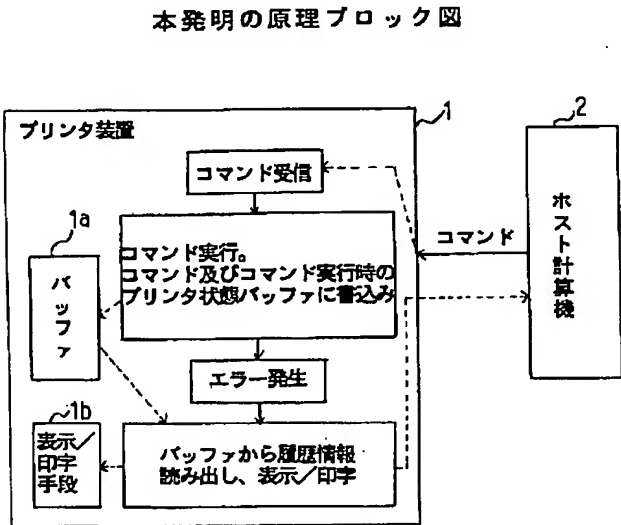 本発明の原理ブロック図
1
2
プリンタ装置
コマンド受信
1a
コマンド
ホスト計算機
コマンド実行。
コマンド及びコマンド実行時の
プリンタ状態バッファに書込み
バッファ
エラー発生
1b
表示/
印字
手段
バッファから履歴情報
読み出し、表示/印字